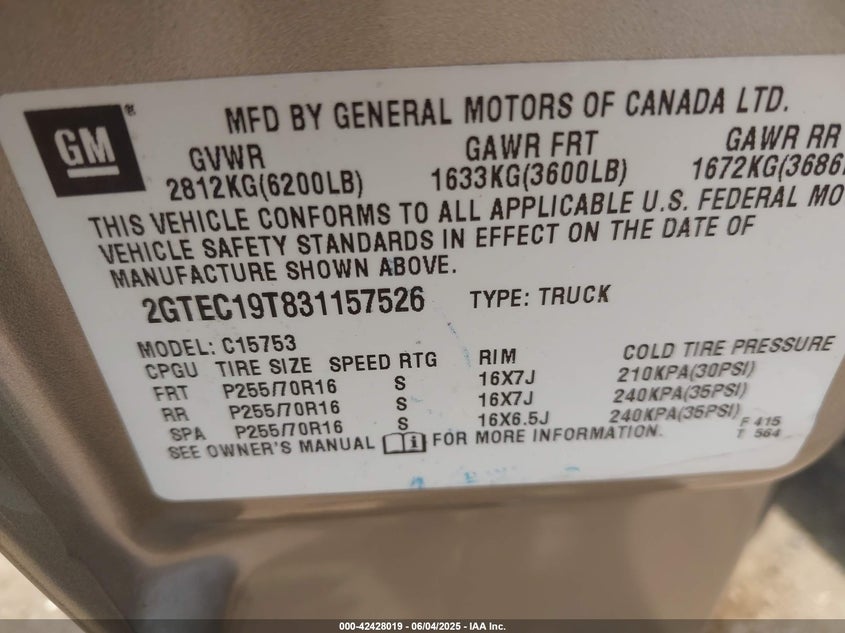 GM®
MFD BY GENERAL MOTORS OF CANADA LTD.
GVWR GAWR FRT GAWR RR
2812KG(6200LB) 1633KG(3600LB) 1672KG(3686
THIS VEHICLE CONFORMS TO ALL APPLICABLE U.S. FEDERAL MO
VEHICLE SAFETY STANDARDS IN EFFECT ON THE DATE OF
MANUFACTURE SHOWN ABOVE.
2GTEC19T831157526 TYPE: TRUCK
MODEL: C15753
CPGU TIRE SIZE SPEED RTG RIM COLD TIRE PRESSURE
FRT P255/70R16 S 16X7J 210KPA(30PSI)
RR P255/70R16 S 16X7J 240KPA(35PSI)
SPA P255/70R16 S 16X6.5J 240KPA(35PSI)
SEE OWNER'S MANUAL FOR MORE INFORMATION.
F 415
T 564
000-42428019 - 06/04/2025 - IAA Inc.